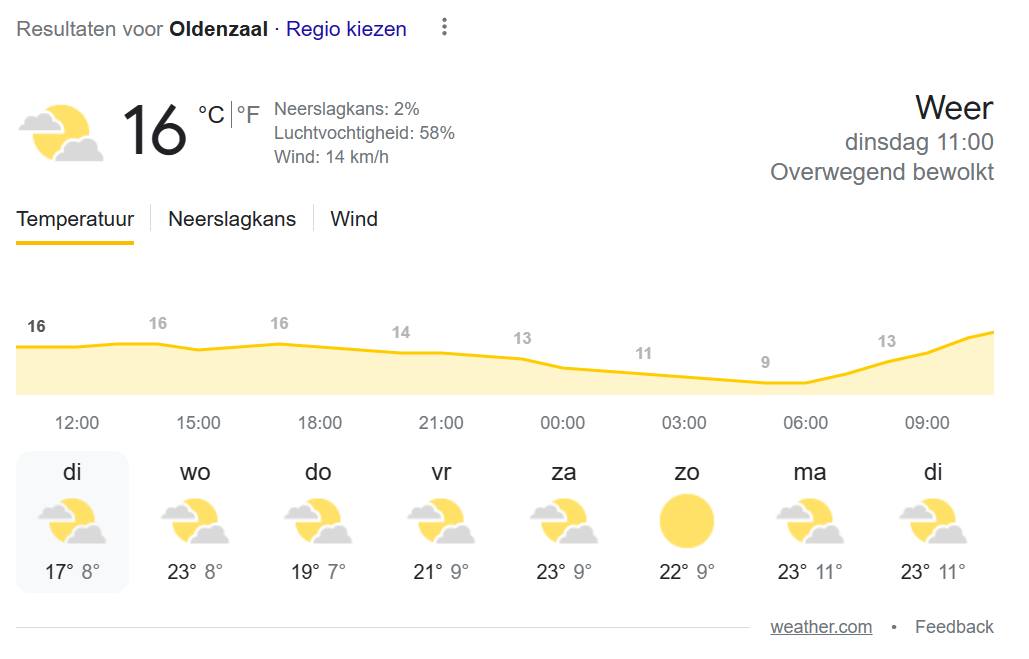 Resultaten voor Oldenzaal · Regio kiezen
16 °C | °F
Neerslagkans: 2%
Luchtvochtigheid: 58%
Wind: 14 km/h
Weer
dinsdag 11:00
Overwegend bewolkt
Temperatuur Neerslagkans Wind
16 16 16 14 13 11 9 13
12:00 15:00 18:00 21:00 00:00 03:00 06:00 09:00
di wo do vr za zo ma di
17° 8° 23° 8° 19° 7° 21° 9° 23° 9° 22° 9° 23° 11° 23° 11°
weather.com • Feedback